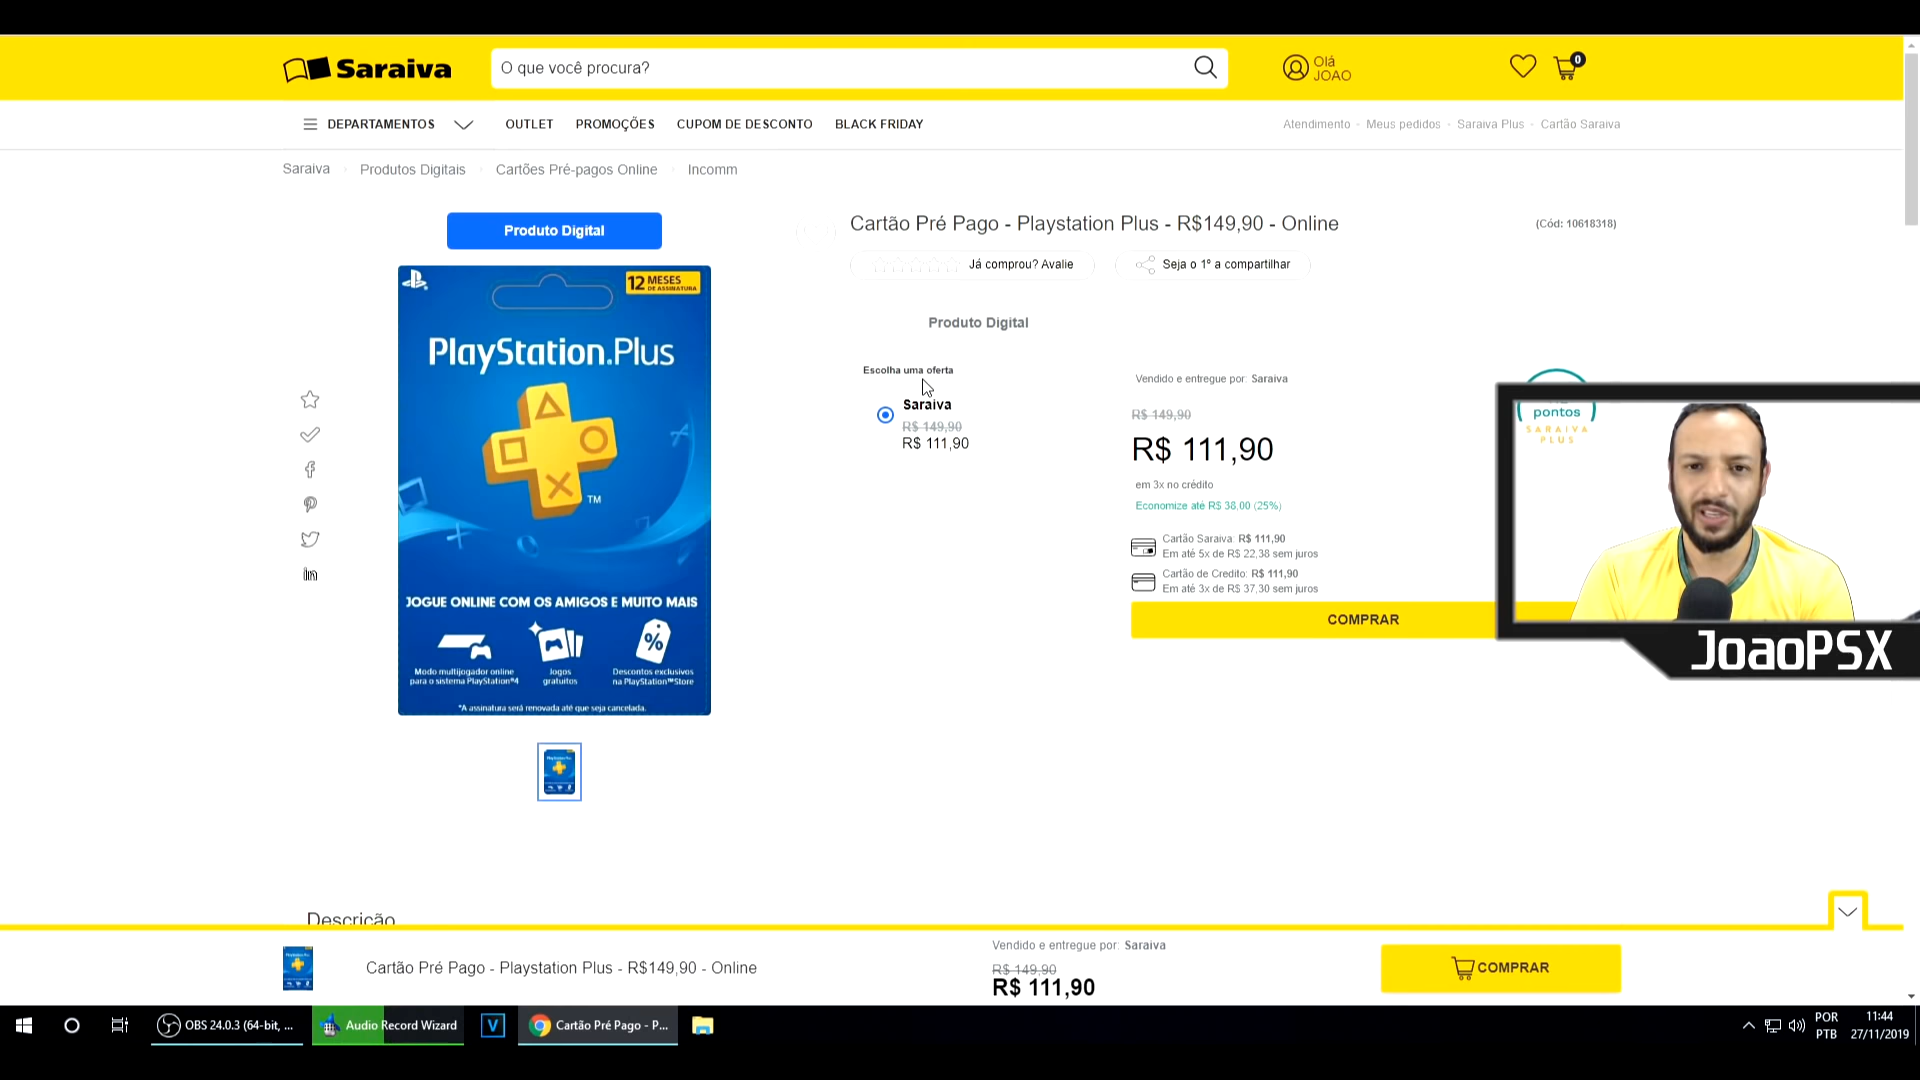 Saraiva
O que você procura?
Olá
JOAO
0
DEPARTAMENTOS
OUTLET
PROMOÇÕES
CUPOM DE DESCONTO
BLACK FRIDAY
Atendimento - Meus pedidos - Saraiva Plus - Cartão Saraiva
Saraiva
Produtos Digitais
Cartões Pré-pagos Online
Incomm
Produto Digital
Cartão Pré Pago - Playstation Plus - R$149,90 - Online
(Cód: 10618318)
Já comprou? Avalie
Seja o 1º a compartilhar
12 MESES
DE ASSINATURA
PlayStation.Plus
TM
JOGUE ONLINE COM OS AMIGOS E MUITO MAIS
Modo multijogador online
para o sistema PlayStation®4
Jogos
gratuitos
%
Descontos exclusivos
na PlayStation™Store
*A assinatura será renovada até que seja cancelada.
Produto Digital
Escolha uma oferta
Saraiva
R$ 149,90
R$ 111,90
Vendido e entregue por: Saraiva
R$ 149,90
R$ 111,90
em 3x no crédito
Economize até R$ 38,00 (25%)
Cartão Saraiva: R$ 111,90
Em até 5x de R$ 22,38 sem juros
Cartão de Credito: R$ 111,90
Em até 3x de R$ 37,30 sem juros
COMPRAR
pontos
SARAIVA
PLUS
JoaoPSX
in
Descrição
Cartão Pré Pago - Playstation Plus - R$149,90 - Online
Vendido e entregue por: Saraiva
R$ 149,90
R$ 111,90
COMPRAR
OBS 24.0.3 (64-bit, ...
Audio Record Wizard
V
Cartão Pré Pago - P...
POR
PTB
11:44
27/11/2019